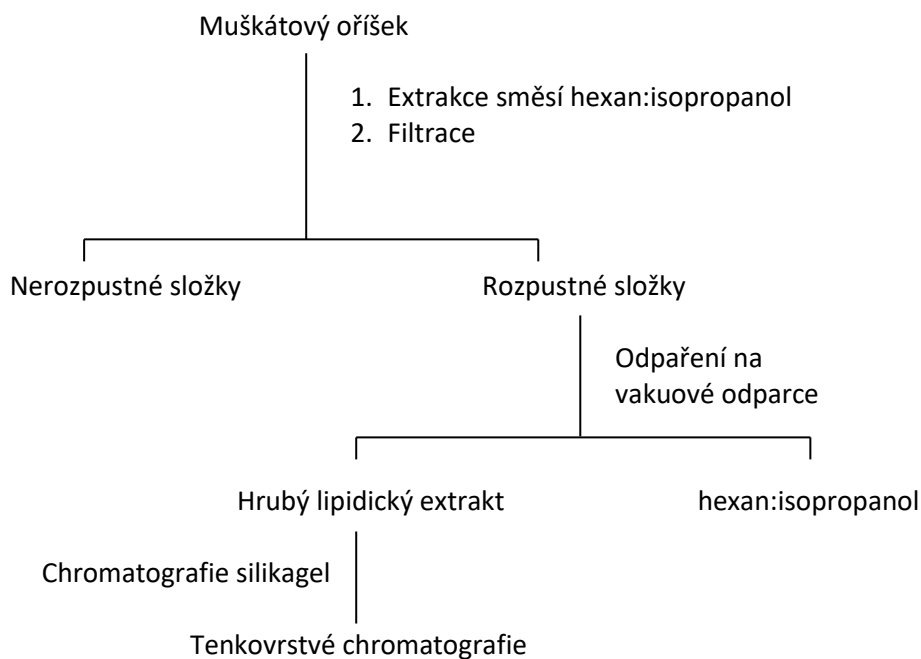 Muškátový oříšek
1. Extrakce směsí hexan:isopropanol
2. Filtrace
Nerozpustné složky
Rozpustné složky
Odpaření na
vakuové odparce
Hrubý lipidický extrakt
hexan:isopropanol
Chromatografie silikagel
Tenkovrstvé chromatografie